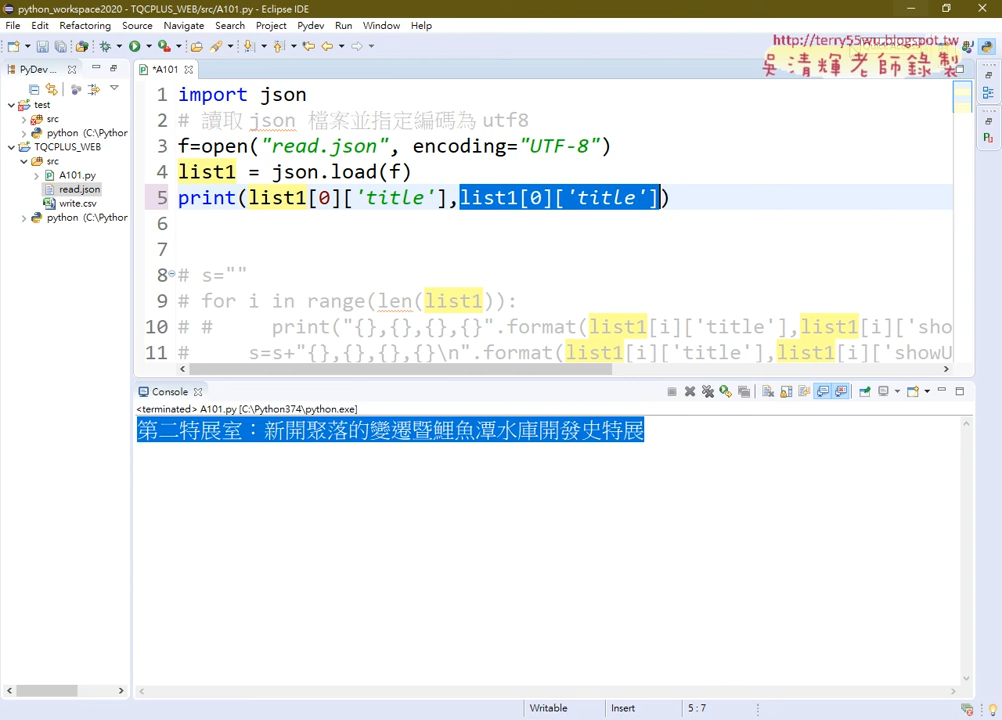 python_workspace2020 - TQCPLUS_WEB/src/A101.py - Eclipse IDE
File Edit Refactoring Source Navigate Search Project Pydev Run Window Help
http://terry55wu.blogspot.tw
吳清輝老師錄製
PyDev...
*A101
test
src
python (C:\Python
TQCPLUS_WEB
src
A101.py
read.json
write.csv
python (C:\Python
1 import json
2 # 讀取 json 檔案並指定編碼為 utf8
3 f=open("read.json", encoding="UTF-8")
4 list1 = json.load(f)
5 print(list1[0]['title'],list1[0]['title'])
6
7
8 # s=""
9 # for i in range(len(list1)):
10 # #     print("{},{},{},{}".format(list1[i]['title'],list1[i]['sho
11 #     s=s+"{},{},{},{}\n".format(list1[i]['title'],list1[i]['showU
Console
<terminated> A101.py [C:\Python374\python.exe]
第二特展室：新開聚落的變遷暨鯉魚潭水庫開發史特展
Writable Insert 5 : 7